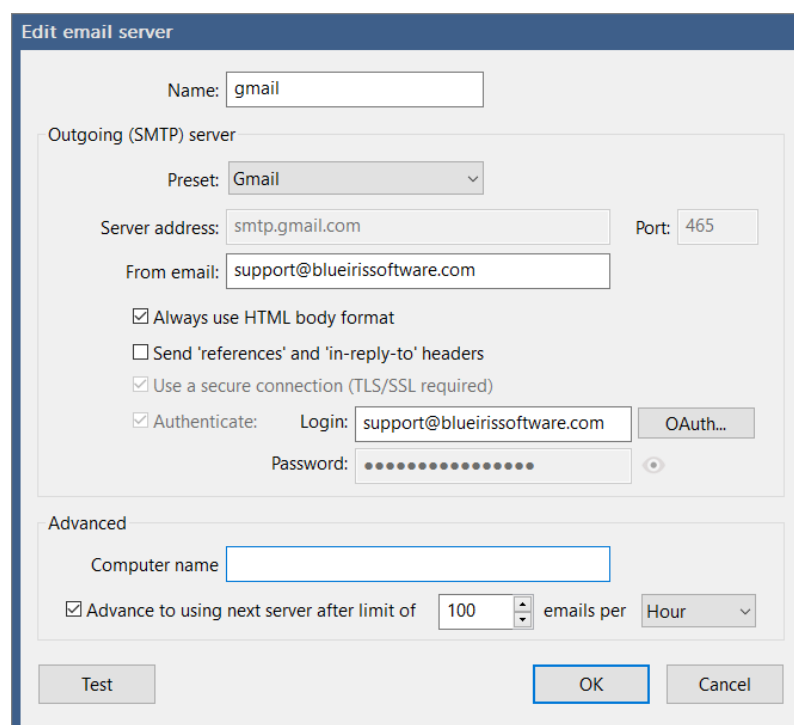 Edit email server
Name: gmail
Outgoing (SMTP) server
Preset: Gmail
Server address: smtp.gmail.com Port: 465
From email: support@blueirissoftware.com
Always use HTML body format
Send 'references' and 'in-reply-to' headers
Use a secure connection (TLS/SSL required)
Authenticate: Login: support@blueirissoftware.com OAuth...
Password: ●●●●●●●●●●●●●●●●
Advanced
Computer name
Advance to using next server after limit of 100 emails per Hour
Test OK Cancel